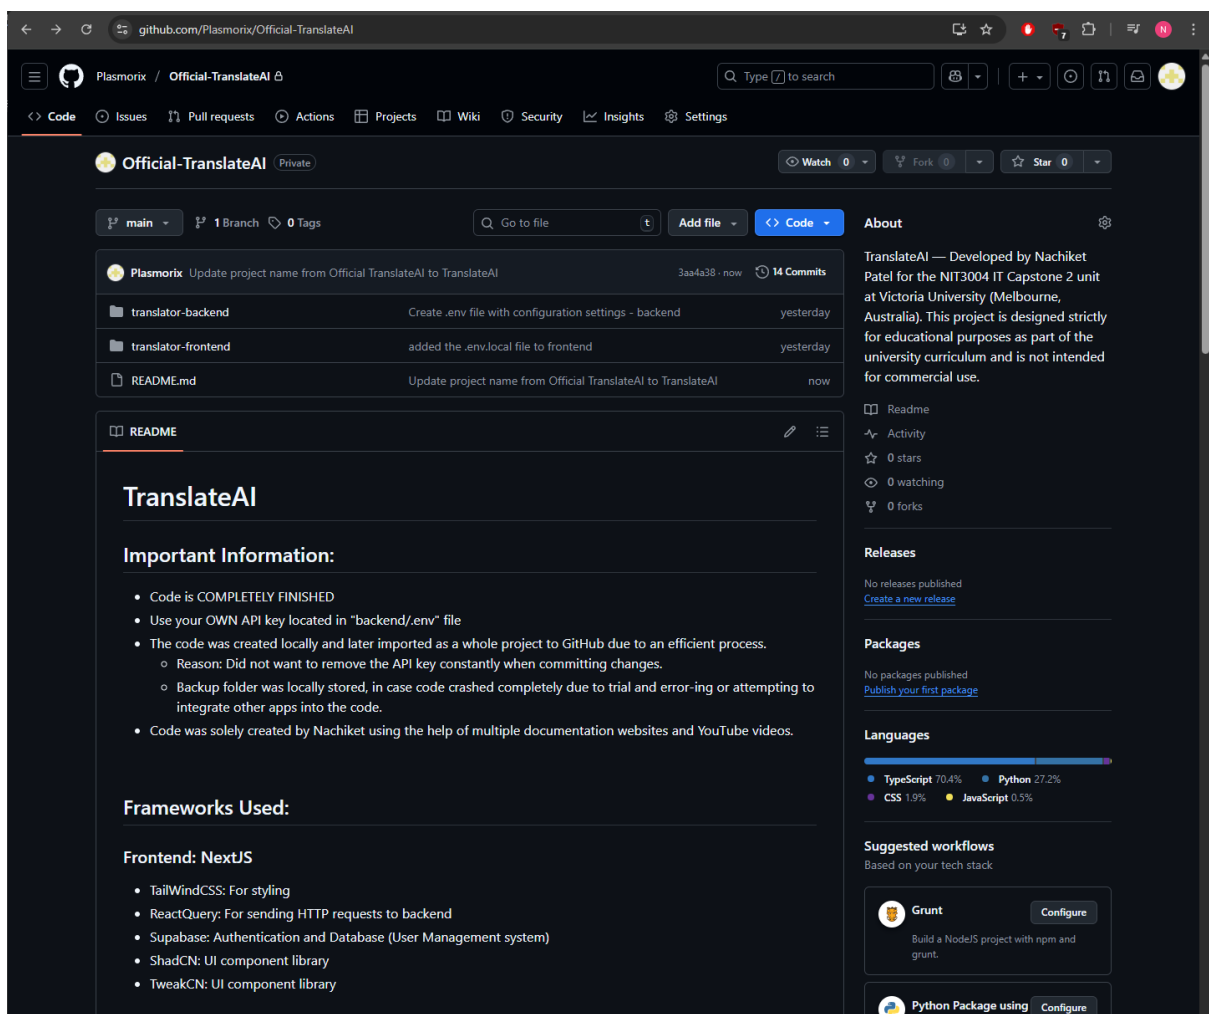 github.com/Plasmorix/Official-TranslateAI
7
N
Plasmorix / Official-TranslateAI
Type / to search
Code Issues Pull requests Actions Projects Wiki Security Insights Settings
Official-TranslateAI Private
Watch 0 Fork 0 Star 0
main 1 Branch 0 Tags Go to file t Add file Code
Plasmorix Update project name from Official TranslateAI to TranslateAI 3aa4a38 · now 14 Commits
translator-backend Create .env file with configuration settings - backend yesterday
translator-frontend added the .env.local file to frontend yesterday
README.md Update project name from Official TranslateAI to TranslateAI now
README
TranslateAI
Important Information:
• Code is COMPLETELY FINISHED
• Use your OWN API key located in "backend/.env" file
• The code was created locally and later imported as a whole project to GitHub due to an efficient process.
○ Reason: Did not want to remove the API key constantly when committing changes.
○ Backup folder was locally stored, in case code crashed completely due to trial and error-ing or attempting to
integrate other apps into the code.
• Code was solely created by Nachiket using the help of multiple documentation websites and YouTube videos.
Frameworks Used:
Frontend: NextJS
• TailWindCSS: For styling
• ReactQuery: For sending HTTP requests to backend
• Supabase: Authentication and Database (User Management system)
• ShadCN: UI component library
• TweakCN: UI component library
About
TranslateAI — Developed by Nachiket
Patel for the NIT3004 IT Capstone 2 unit
at Victoria University (Melbourne,
Australia). This project is designed strictly
for educational purposes as part of the
university curriculum and is not intended
for commercial use.
Readme
Activity
0 stars
0 watching
0 forks
Releases
No releases published
Create a new release
Packages
No packages published
Publish your first package
Languages
TypeScript 70.4% Python 27.2%
CSS 1.9% JavaScript 0.5%
Suggested workflows
Based on your tech stack
Grunt Configure
Build a NodeJS project with npm and
grunt.
Python Package using Configure